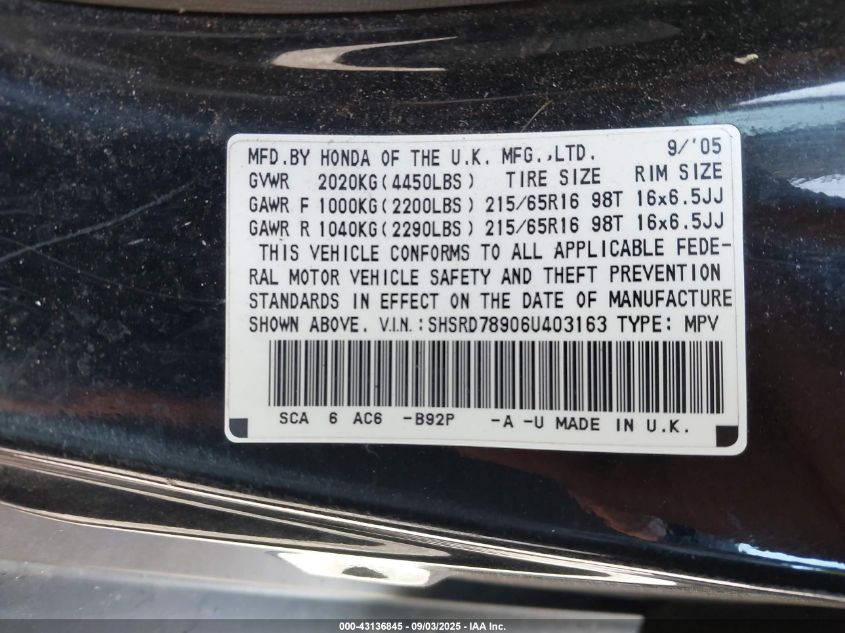 MFD.BY HONDA OF THE U.K. MFG.,LTD. 9/'05
GVWR 2020KG(4450LBS) TIRE SIZE RIM SIZE
GAWR F 1000KG(2200LBS) 215/65R16 98T 16x6.5JJ
GAWR R 1040KG(2290LBS) 215/65R16 98T 16x6.5JJ
THIS VEHICLE CONFORMS TO ALL APPLICABLE FEDE-
RAL MOTOR VEHICLE SAFETY AND THEFT PREVENTION
STANDARDS IN EFFECT ON THE DATE OF MANUFACTURE
SHOWN ABOVE. V.I.N.: SHSRD78906U403163 TYPE: MPV
SCA 6 AC6 -B92P -A -U MADE IN U.K.
000-43136845 - 09/03/2025 - IAA Inc.